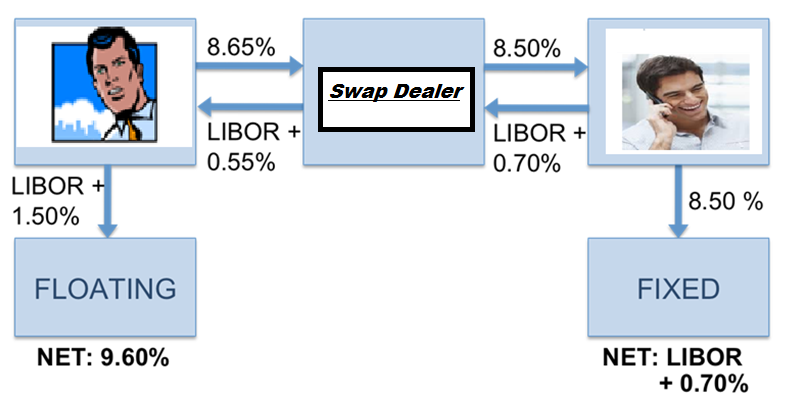 8.65%
8.50%
Swap Dealer
LIBOR +
0.55%
LIBOR +
0.70%
LIBOR +
1.50%
8.50 %
FLOATING
FIXED
NET: 9.60%
NET: LIBOR
+ 0.70%